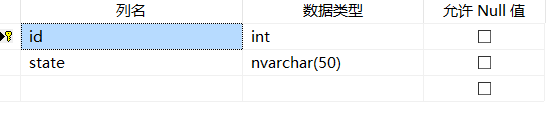 列名 数据类型 允许 Null 值
id int
state nvarchar(50)